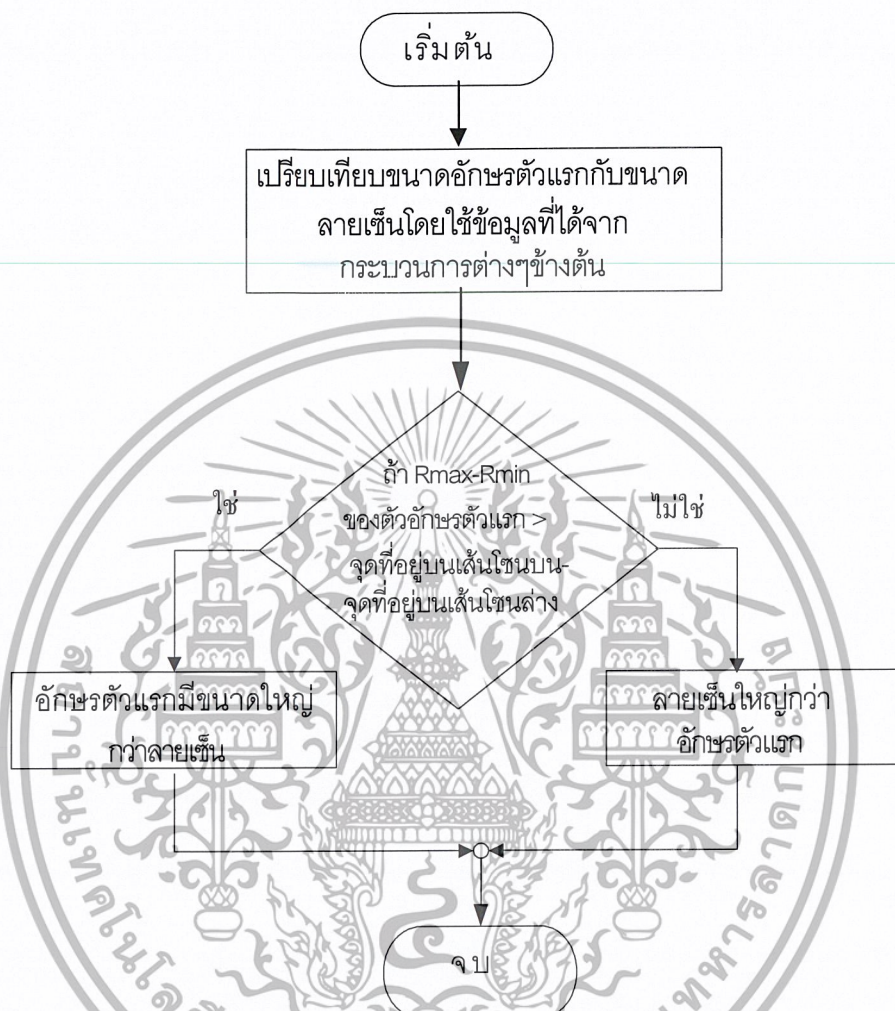 เริ่มต้น
เปรียบเทียบขนาดอักษรตัวแรกกับขนาด
ลายเซ็นโดยใช้ข้อมูลที่ได้จาก
กระบวนการต่างๆข้างต้น
ถ้า Rmax-Rmin
ของตัวอักษรตัวแรก >
จุดที่อยู่บนเส้นโซนบน-
จุดที่อยู่บนเส้นโซนล่าง
ใช่
ไม่ใช่
อักษรตัวแรกมีขนาดใหญ่
กว่าลายเซ็น
ลายเซ็นใหญ่กว่า
อักษรตัวแรก
จบ